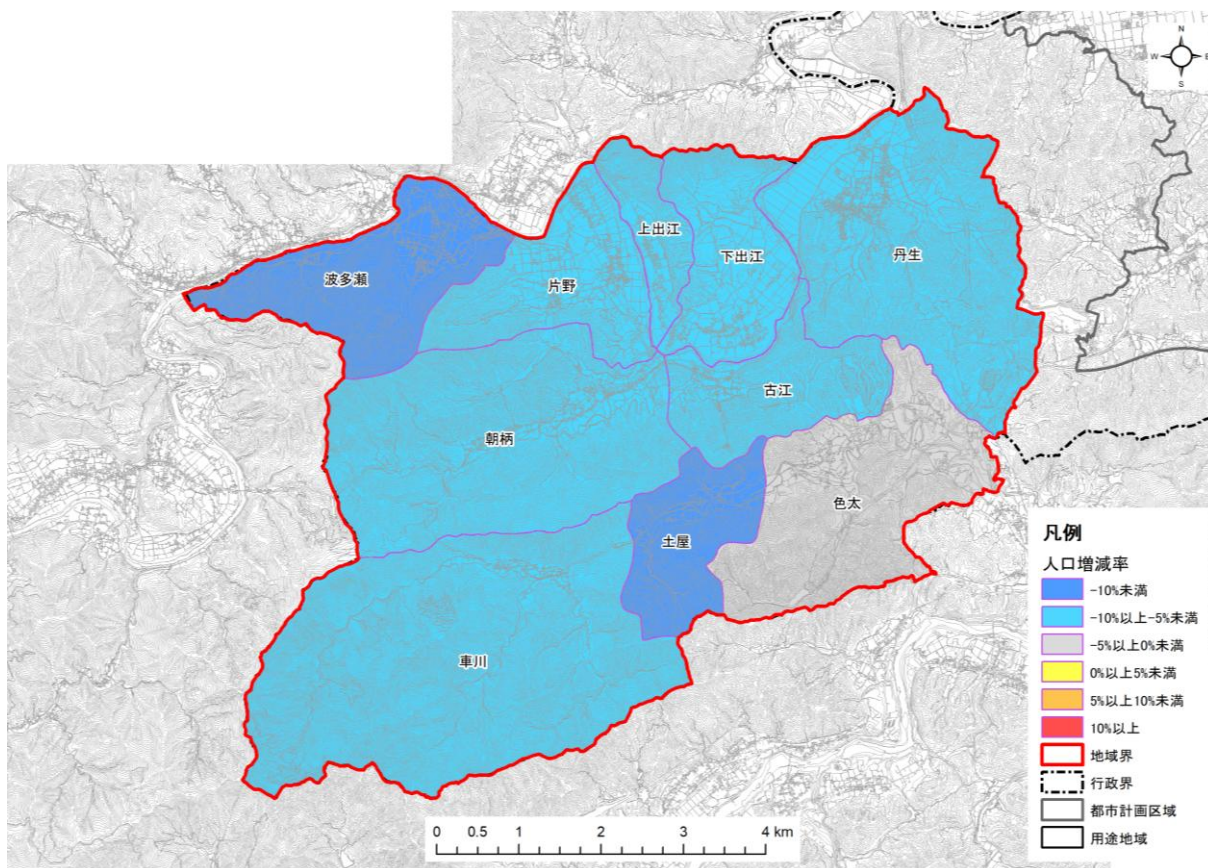 N
W E
S
上出江
下出江
丹生
波多瀬
片野
古江
朝柄
色太
土屋
車川
凡例
人口増減率
-10%未満
-10%以上-5%未満
-5%以上0%未満
0%以上5%未満
5%以上10%未満
10%以上
地域界
行政界
都市計画区域
用途地域
0 0.5 1 2 3 4 km